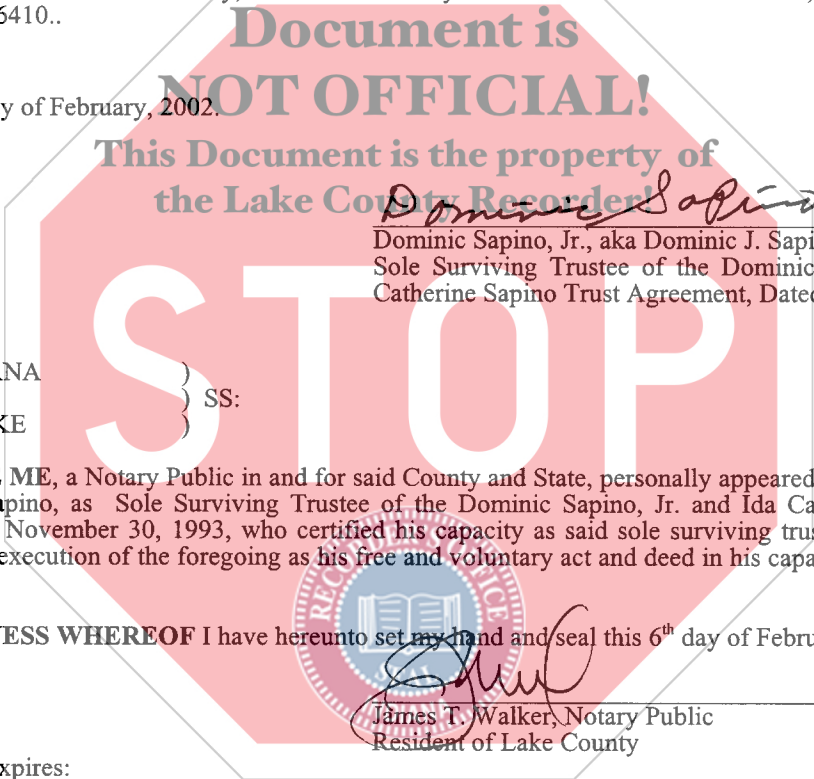 6410..
Document is
NOT OFFICIAL!
y of February, 2002.
This Document is the property of
the Lake County Recorder!
Dominic Sapino
Dominic Sapino, Jr., aka Dominic J. Sapi
Sole Surviving Trustee of the Dominic
Catherine Sapino Trust Agreement, Dated
STOP
NA )
) SS:
KE )
ME, a Notary Public in and for said County and State, personally appeared
apino, as Sole Surviving Trustee of the Dominic Sapino, Jr. and Ida Ca
November 30, 1993, who certified his capacity as said sole surviving trus
execution of the foregoing as his free and voluntary act and deed in his capa
RECORDER'S OFFICE
ESS WHEREOF I have hereunto set my hand and seal this 6th day of Febru
SEAL
INDIANA
James T. Walker, Notary Public
Resident of Lake County
xpires: